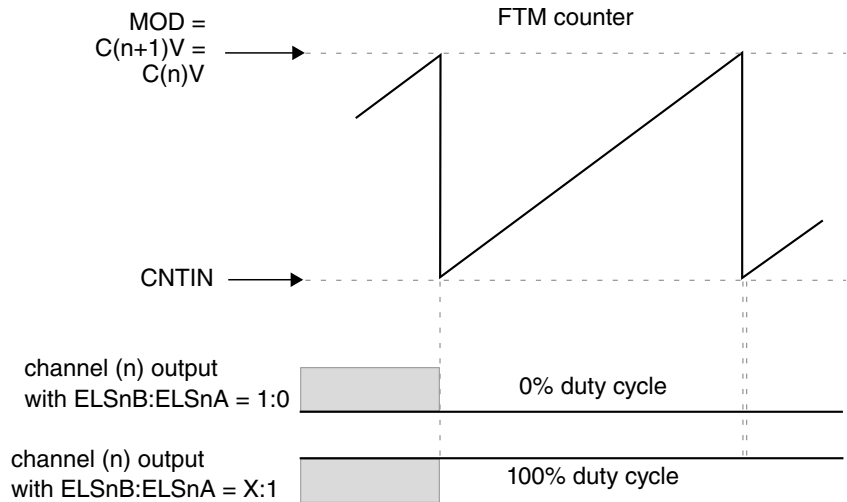 MOD =
C(n+1)V =
C(n)V
FTM counter
CNTIN
channel (n) output
with ELSnB:ELSnA = 1:0
0% duty cycle
channel (n) output
with ELSnB:ELSnA = X:1
100% duty cycle